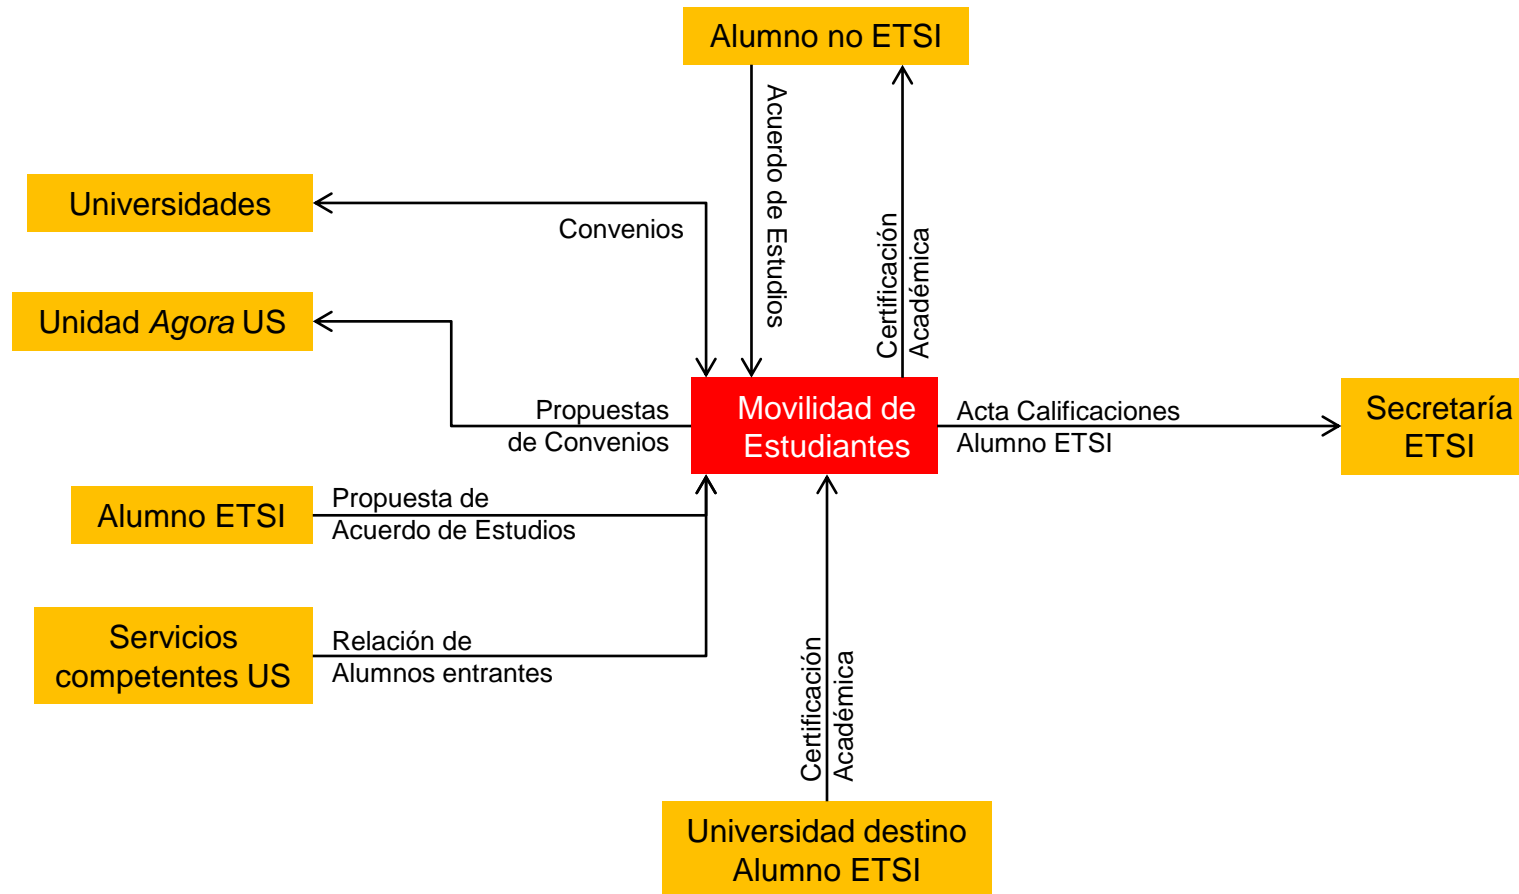 Alumno no ETSI
Acuerdo de Estudios
Certificación
Académica
Universidades
Convenios
Unidad Agora US
Propuestas
de Convenios
Movilidad de
Estudiantes
Acta Calificaciones
Alumno ETSI
Secretaría
ETSI
Alumno ETSI
Propuesta de
Acuerdo de Estudios
Servicios
competentes US
Relación de
Alumnos entrantes
Certificación
Académica
Universidad destino
Alumno ETSI